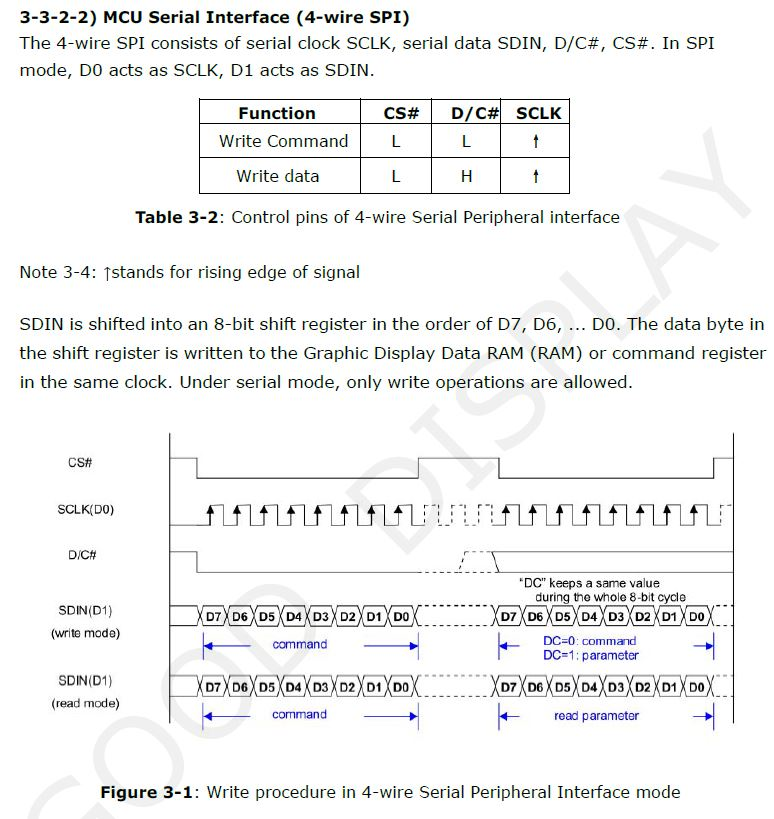 3-3-2-2) MCU Serial Interface (4-wire SPI)
The 4-wire SPI consists of serial clock SCLK, serial data SDIN, D/C#, CS#. In SPI
mode, D0 acts as SCLK, D1 acts as SDIN.
Function CS# D/C# SCLK
Write Command L L ↑
Write data L H ↑
Table 3-2: Control pins of 4-wire Serial Peripheral interface
Note 3-4: ↑stands for rising edge of signal
SDIN is shifted into an 8-bit shift register in the order of D7, D6, ... D0. The data byte in
the shift register is written to the Graphic Display Data RAM (RAM) or command register
in the same clock. Under serial mode, only write operations are allowed.
CS#
SCLK(D0)
D/C#
"DC" keeps a same value
during the whole 8-bit cycle
SDIN(D1)
(write mode)
D7 D6 D5 D4 D3 D2 D1 D0 D7 D6 D5 D4 D3 D2 D1 D0
command
DC=0: command
DC=1: parameter
SDIN(D1)
(read mode)
D7 D6 D5 D4 D3 D2 D1 D0 D7 D6 D5 D4 D3 D2 D1 D0
command
read parameter
Figure 3-1: Write procedure in 4-wire Serial Peripheral Interface mode
GOOD DISPLAY